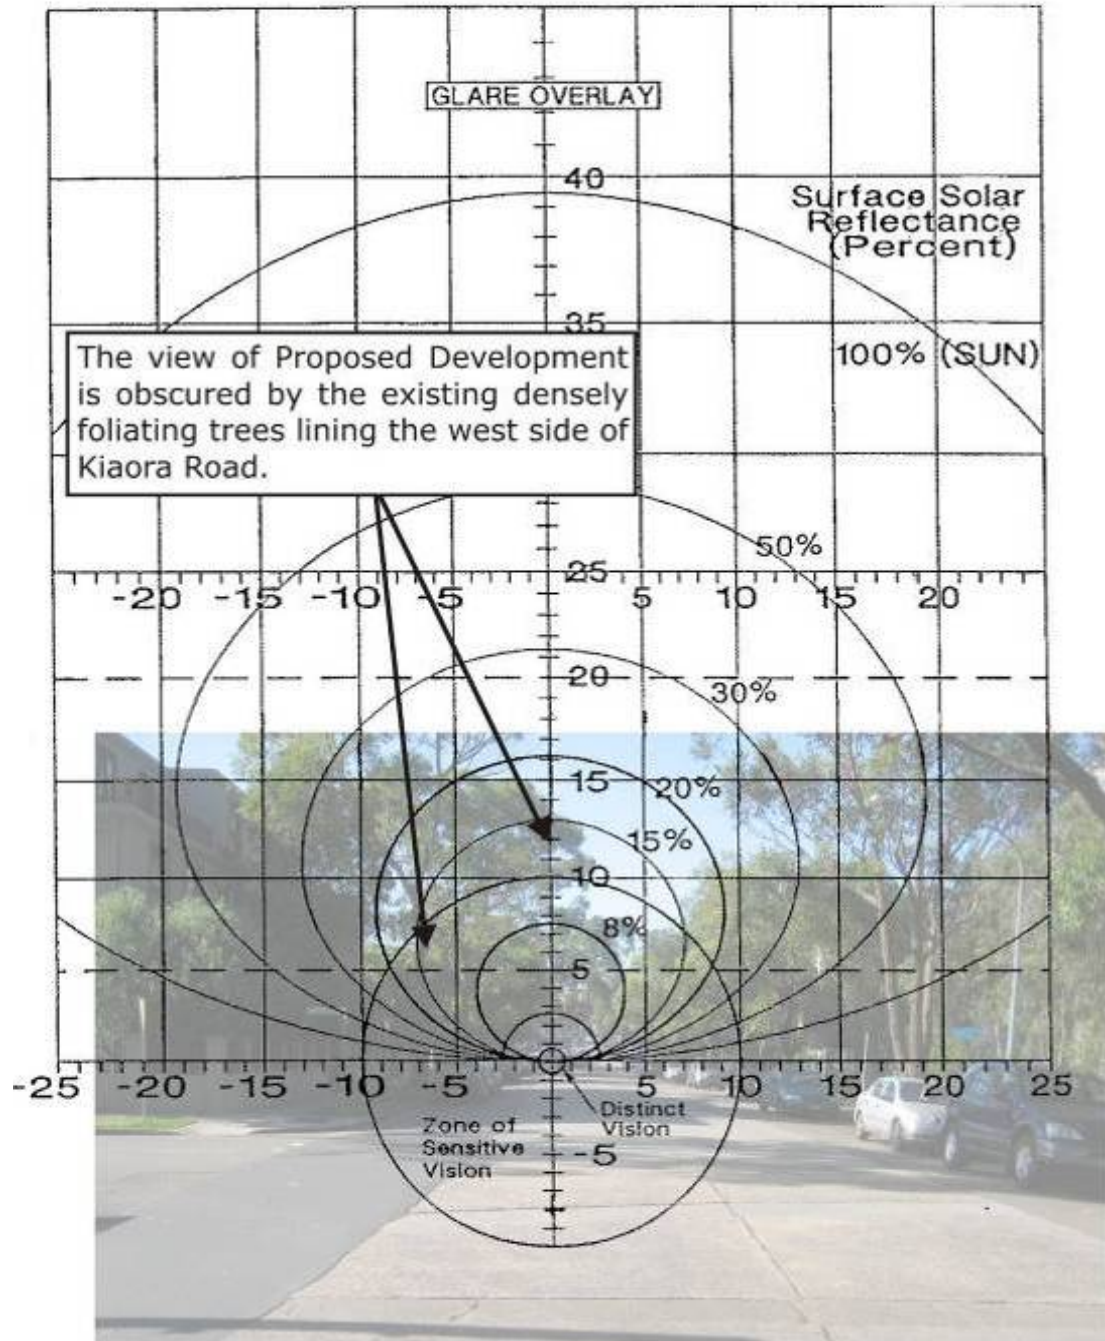 GLARE OVERLAY
40
Surface Solar
Reflectance
(Percent)
35
100% (SUN)
The view of Proposed Development
is obscured by the existing densely
foliating trees lining the west side of
Kiaora Road.
50%
25
-20 -15 -10 -5 5 10 15 20
20
30%
15
20%
15%
10
8%
5
-25 -20 -15 -10 -5 5 10 15 20 25
Distinct
Vision
Zone of
Sensitive
Vision
-5